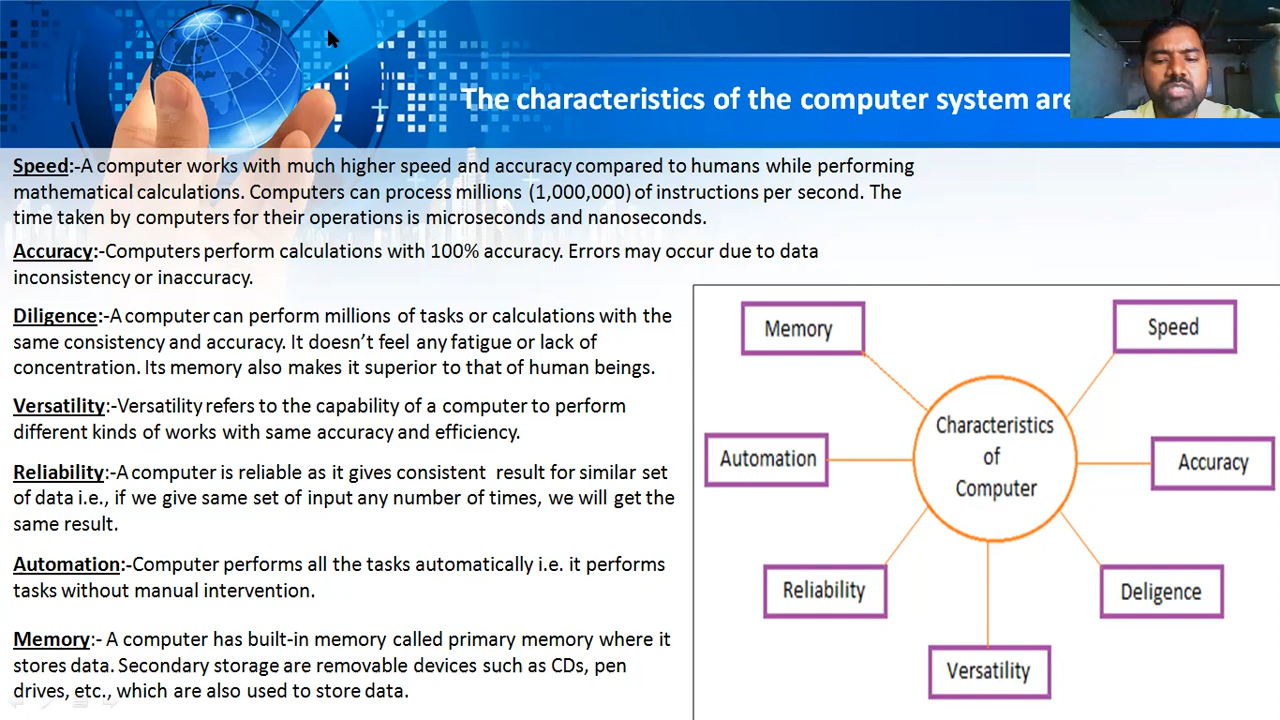 The characteristics of the computer system are
Speed:-A computer works with much higher speed and accuracy compared to humans while performing
mathematical calculations. Computers can process millions (1,000,000) of instructions per second. The
time taken by computers for their operations is microseconds and nanoseconds.
Accuracy:-Computers perform calculations with 100% accuracy. Errors may occur due to data
inconsistency or inaccuracy.
Diligence:-A computer can perform millions of tasks or calculations with the
same consistency and accuracy. It doesn’t feel any fatigue or lack of
concentration. Its memory also makes it superior to that of human beings.
Versatility:-Versatility refers to the capability of a computer to perform
different kinds of works with same accuracy and efficiency.
Reliability:-A computer is reliable as it gives consistent result for similar set
of data i.e., if we give same set of input any number of times, we will get the
same result.
Automation:-Computer performs all the tasks automatically i.e. it performs
tasks without manual intervention.
Memory:- A computer has built-in memory called primary memory where it
stores data. Secondary storage are removable devices such as CDs, pen
drives, etc., which are also used to store data.
Memory
Speed
Characteristics
of
Computer
Automation
Accuracy
Reliability
Deligence
Versatility